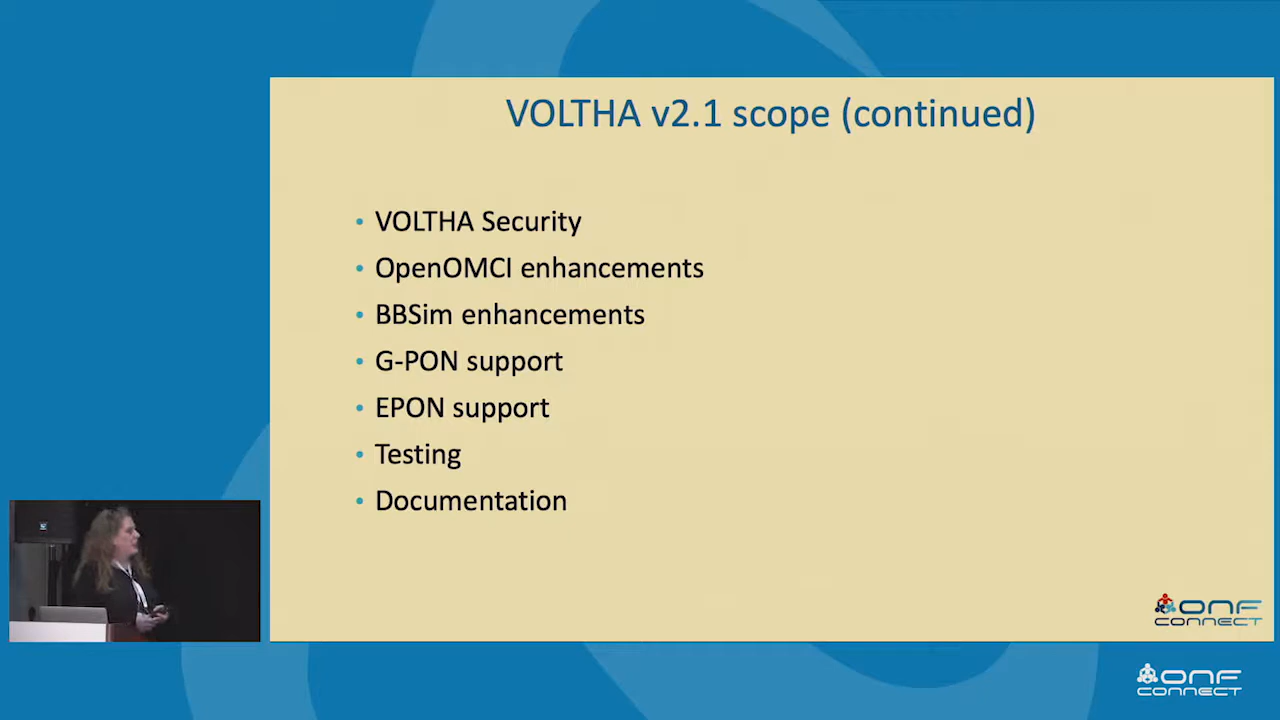 VOLTHA v2.1 scope (continued)
• VOLTHA Security
• OpenOMCI enhancements
• BBSim enhancements
• G-PON support
• EPON support
• Testing
• Documentation
ONF
CONNECT
ONF
CONNECT